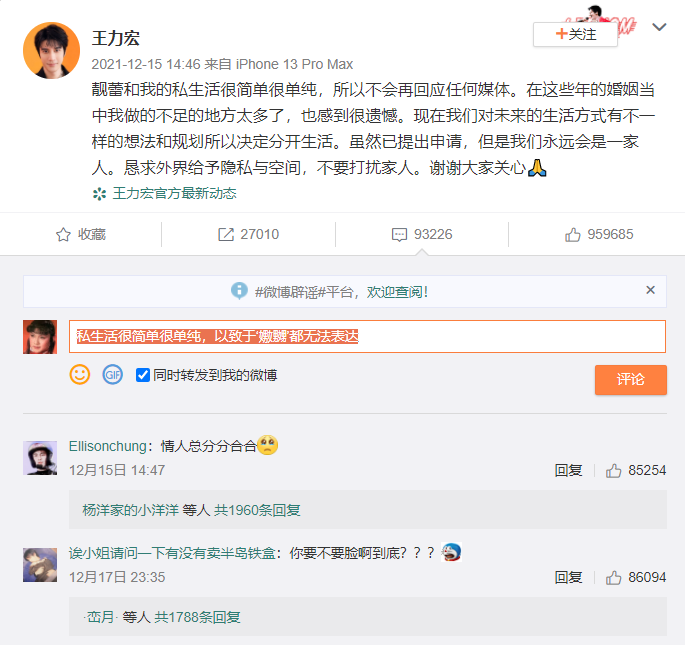 王力宏
+关注
2021-12-15 14:46 来自 iPhone 13 Pro Max
靓蕾和我的私生活很简单很单纯，所以不会再回应任何媒体。在这些年的婚姻当
中我做的不足的地方太多了，也感到很遗憾。现在我们对未来的生活方式有不一
样的想法和规划所以决定分开生活。虽然已提出申请，但是我们永远会是一家
人。恳求外界给予隐私与空间，不要打扰家人。谢谢大家关心🙏
王力宏官方最新动态
收藏 27010 93226 959685
#微博辟谣#平台，欢迎查阅！
私生活很简单很单纯，以致于"嫐嬲"都无法表达
GIF 同时转发到我的微博 评论
Ellisonchung：情人总分分合合🥺
12月15日 14:47 回复 85254
杨洋家的小洋洋 等人 共1960条回复
诶小姐请问一下有没有卖半岛铁盒：你要不要脸啊到底？？？
12月17日 23:35 回复 86094
·峦月· 等人 共1788条回复